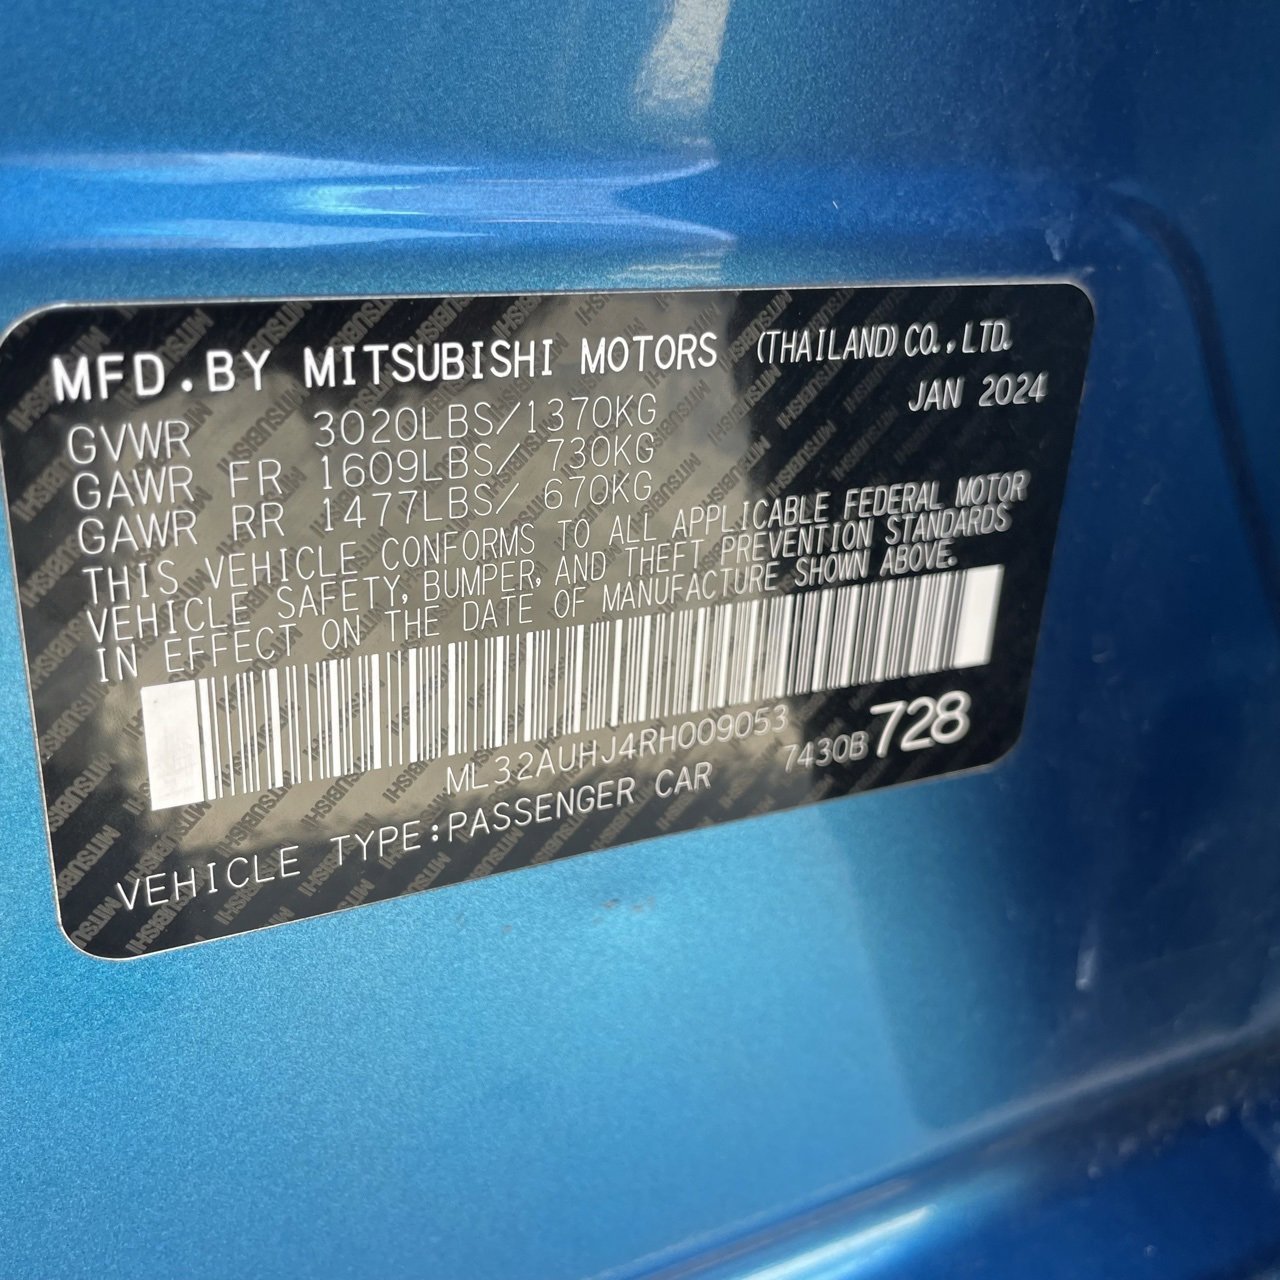 MFD.BY MITSUBISHI MOTORS (THAILAND) CO.,LTD.
JAN 2024
GVWR 3020LBS/1370KG
GAWR FR 1609LBS/ 730KG
GAWR RR 1477LBS/ 670KG
THIS VEHICLE CONFORMS TO ALL APPLICABLE FEDERAL MOTOR
VEHICLE SAFETY, BUMPER, AND THEFT PREVENTION STANDARDS
IN EFFECT ON THE DATE OF MANUFACTURE SHOWN ABOVE.
ML32AUHJ4RH009053 7430B 728
VEHICLE TYPE:PASSENGER CAR